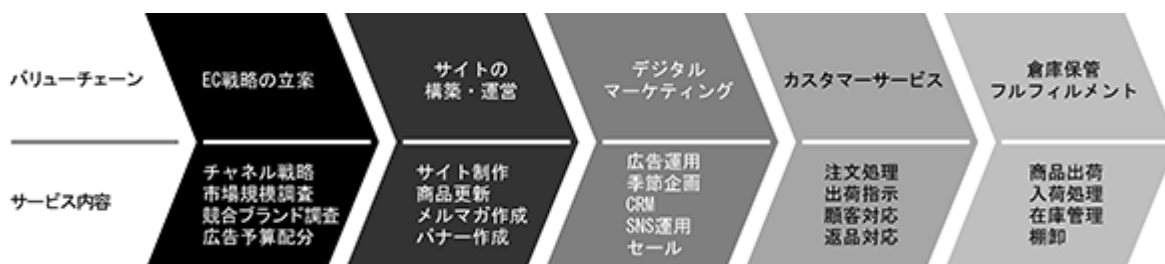 バリューチェーン
EC戦略の立案
サイトの
構築・運営
デジタル
マーケティング
カスタマーサービス
倉庫保管
フルフィルメント
サービス内容
チャネル戦略
市場規模調査
競合ブランド調査
広告予算配分
サイト制作
商品更新
メルマガ作成
バナー作成
広告運用
季節企画
CRM
SNS運用
セール
注文処理
出荷指示
顧客対応
返品対応
商品出荷
入荷処理
在庫管理
棚卸